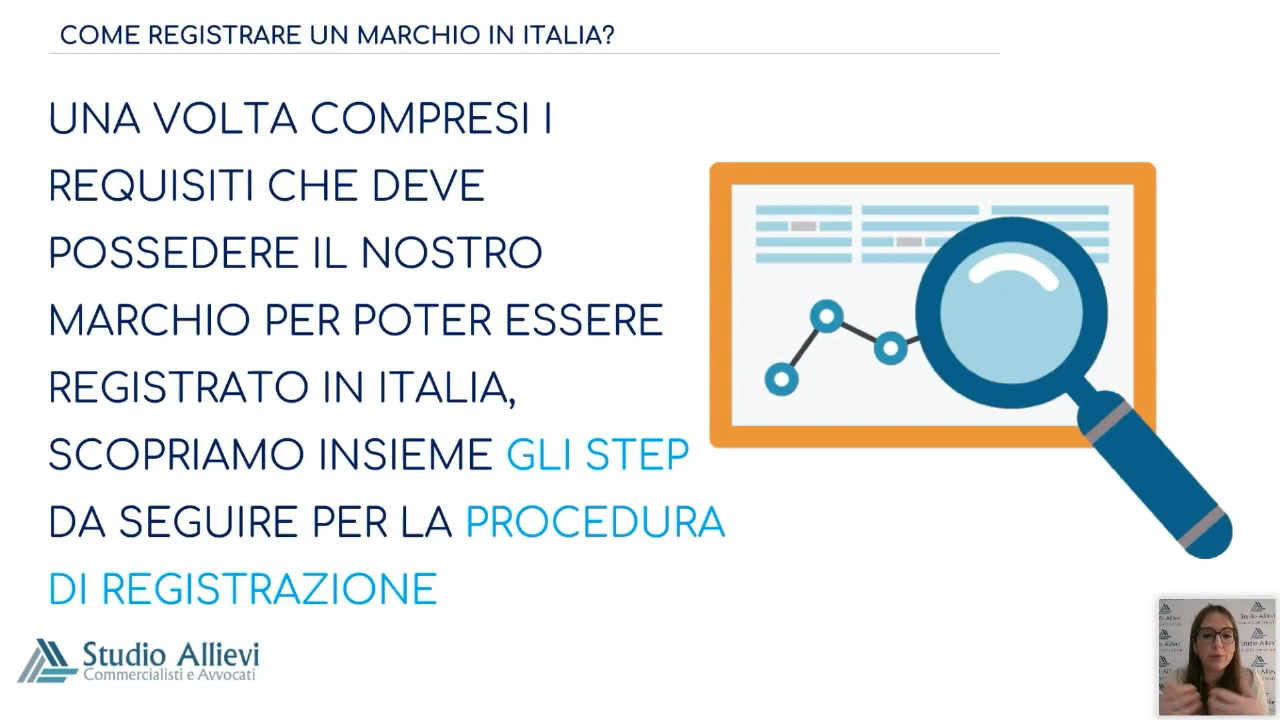 COME REGISTRARE UN MARCHIO IN ITALIA?
UNA VOLTA COMPRESI I
REQUISITI CHE DEVE
POSSEDERE IL NOSTRO
MARCHIO PER POTER ESSERE
REGISTRATO IN ITALIA,
SCOPRIAMO INSIEME GLI STEP
DA SEGUIRE PER LA PROCEDURA
DI REGISTRAZIONE
Studio Allievi
Commercialisti e Avvocati